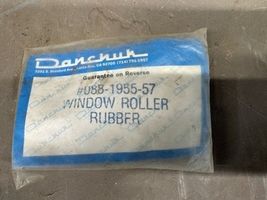 Danchuk
Guarantee on Reverse
#088-1955-57
WINDOW ROLLER
RUBBER